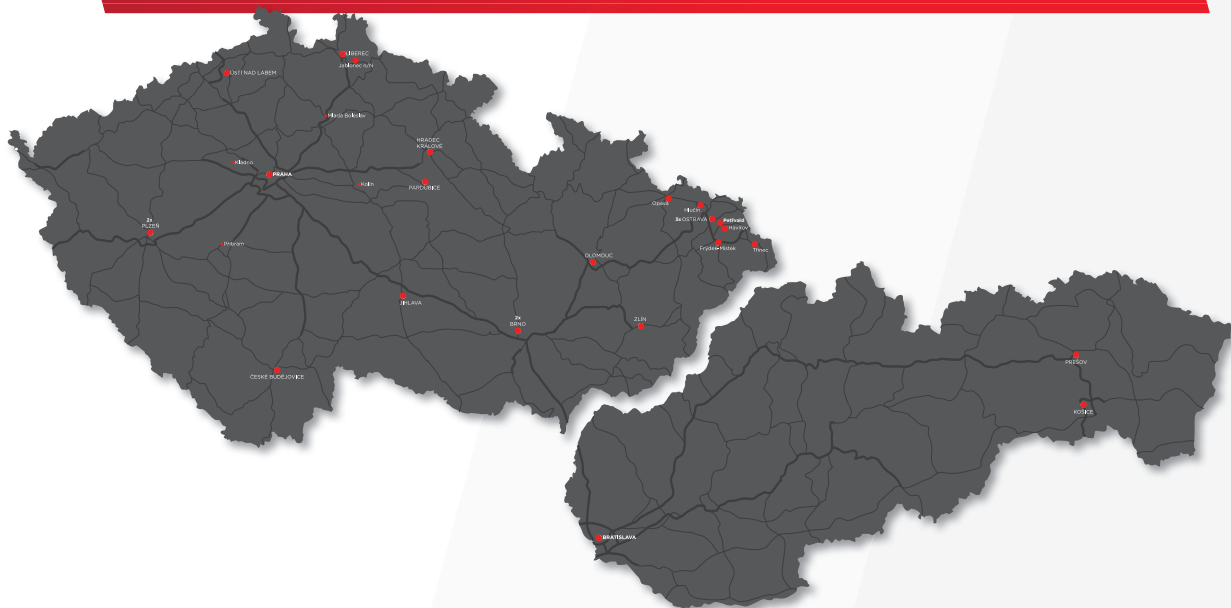 LIBEREC
Jablonec n/N
ÚSTÍ NAD LABEM
Mladá Boleslav
HRADEC
KRÁLOVÉ
Kladno
PRAHA
Kolín
PARDUBICE
Opava
Hlučín
3x OSTRAVA
Petřvald
Havířov
2x
PLZEŇ
Příbram
Frýdek-Místek
Třinec
OLOMOUC
JIHLAVA
2x
BRNO
ZLÍN
ČESKÉ BUDĚJOVICE
PREŠOV
KOŠICE
BRATISLAVA